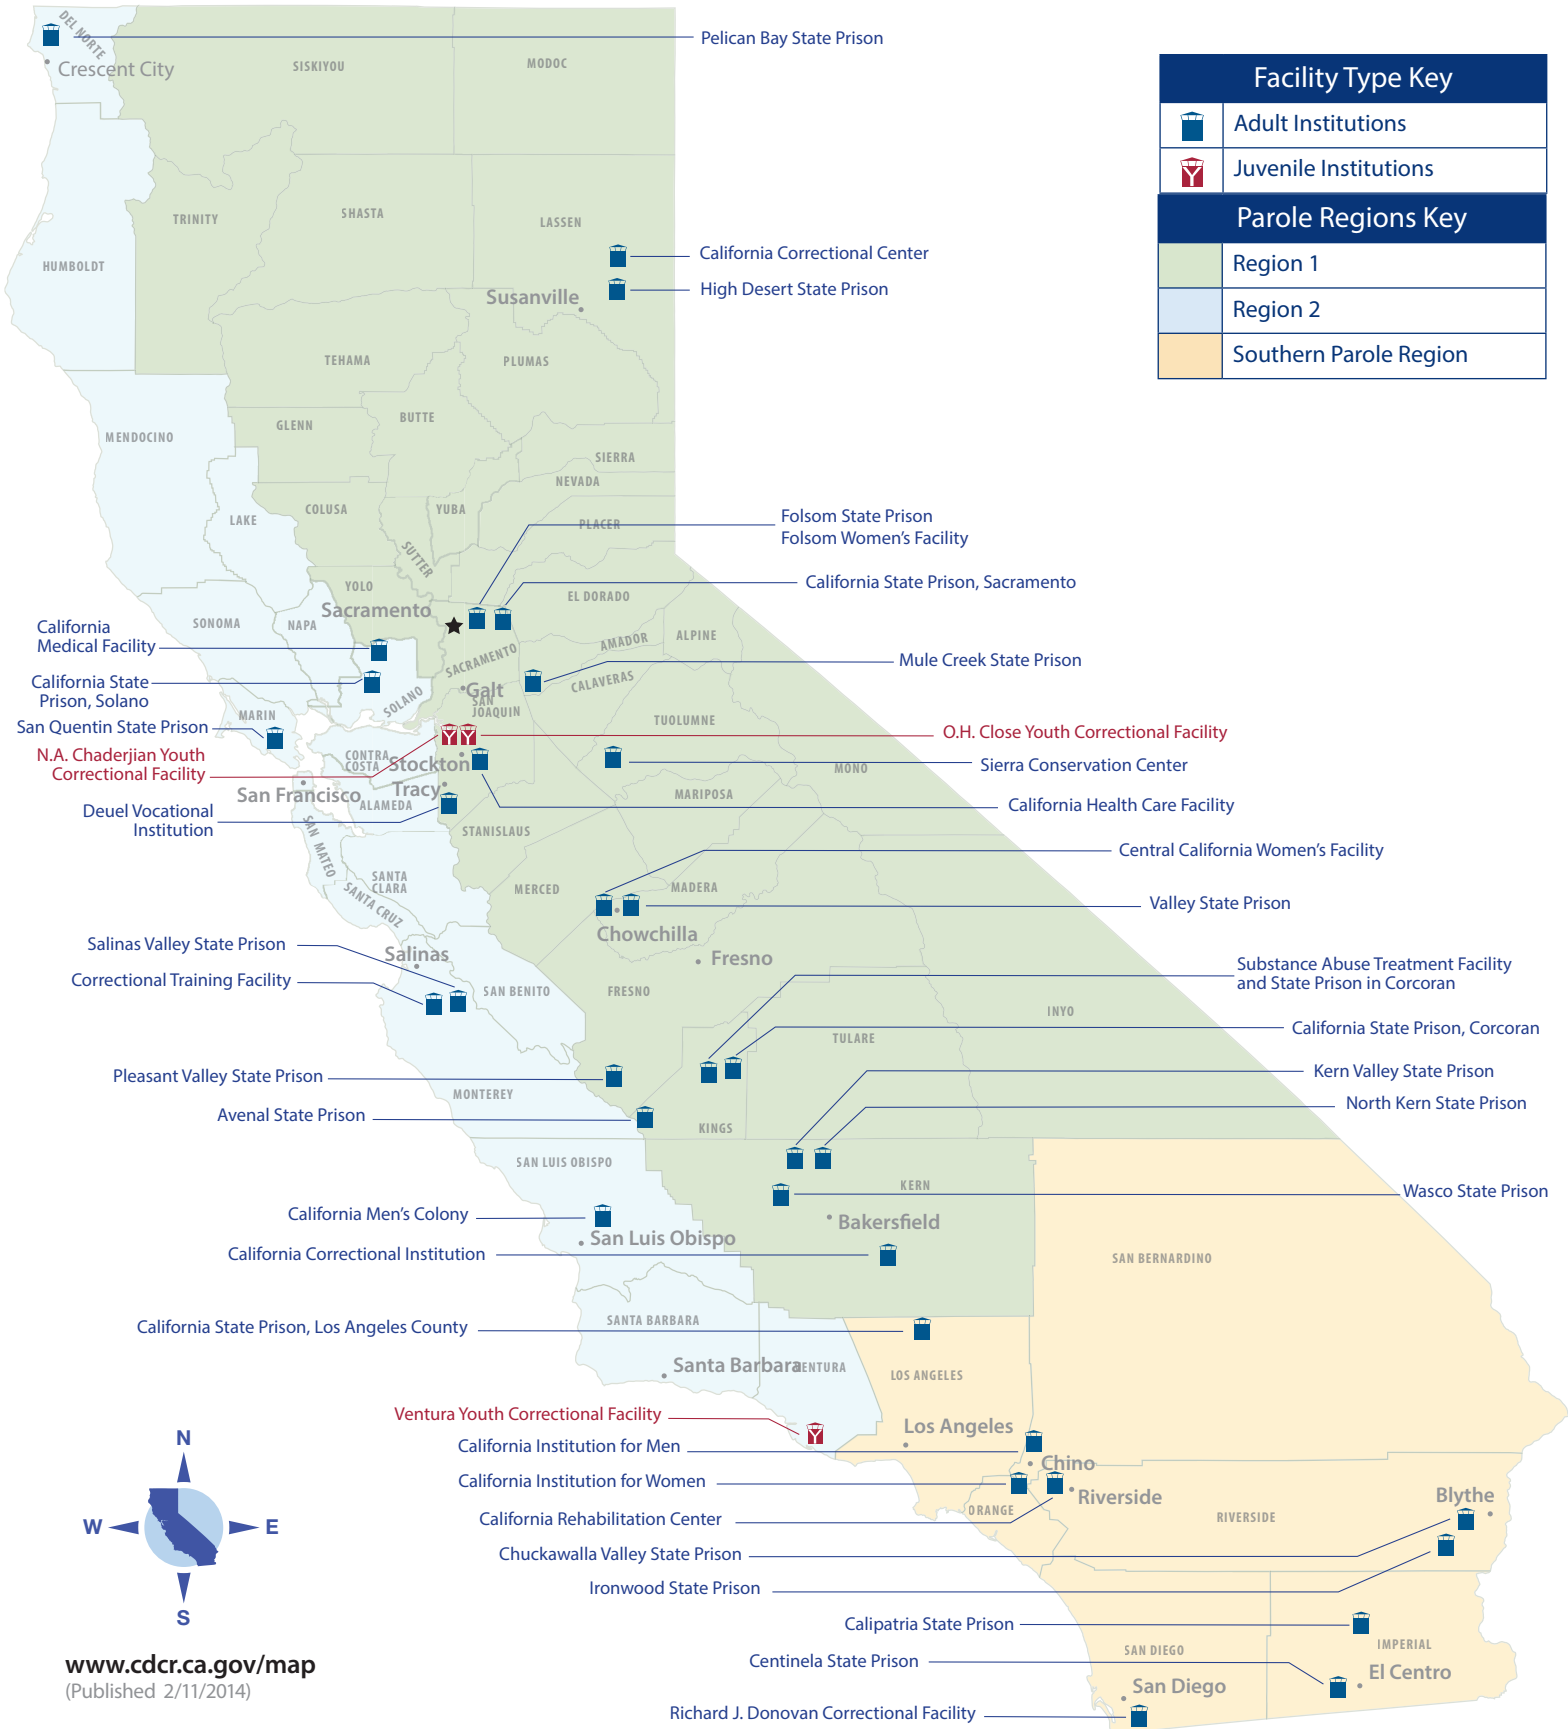 Pelican Bay State Prison
DEL NORTE
Crescent City
SISKIYOU
MODOC
Facility Type Key
Adult Institutions
Juvenile Institutions
Parole Regions Key
Region 1
Region 2
Southern Parole Region
TRINITY
SHASTA
LASSEN
HUMBOLDT
California Correctional Center
High Desert State Prison
Susanville
TEHAMA
PLUMAS
MENDOCINO
GLENN
BUTTE
SIERRA
NEVADA
LAKE
COLUSA
YUBA
PLACER
SUTTER
Folsom State Prison
Folsom Women's Facility
YOLO
EL DORADO
California State Prison, Sacramento
Sacramento
SONOMA
NAPA
California
Medical Facility
SACRAMENTO
AMADOR
ALPINE
Mule Creek State Prison
California State
Prison, Solano
SOLANO
Galt
CALAVERAS
SAN
JOAQUIN
MARIN
San Quentin State Prison
TUOLUMNE
O.H. Close Youth Correctional Facility
N.A. Chaderjian Youth
Correctional Facility
CONTRA
COSTA
Stockton
MONO
Sierra Conservation Center
San Francisco
ALAMEDA
Tracy
MARIPOSA
California Health Care Facility
Deuel Vocational
Institution
STANISLAUS
SAN MATEO
Central California Women's Facility
SANTA
CLARA
MERCED
MADERA
SANTA CRUZ
Valley State Prison
Chowchilla
Salinas Valley State Prison
Salinas
Fresno
Substance Abuse Treatment Facility
and State Prison in Corcoran
Correctional Training Facility
SAN BENITO
FRESNO
INYO
California State Prison, Corcoran
TULARE
Pleasant Valley State Prison
Kern Valley State Prison
MONTEREY
North Kern State Prison
Avenal State Prison
KINGS
SAN LUIS OBISPO
KERN
Wasco State Prison
California Men's Colony
Bakersfield
San Luis Obispo
California Correctional Institution
SAN BERNARDINO
California State Prison, Los Angeles County
SANTA BARBARA
Santa Barbara
VENTURA
LOS ANGELES
Ventura Youth Correctional Facility
Los Angeles
California Institution for Men
Chino
California Institution for Women
Riverside
Blythe
California Rehabilitation Center
ORANGE
RIVERSIDE
Chuckawalla Valley State Prison
Ironwood State Prison
Calipatria State Prison
SAN DIEGO
IMPERIAL
Centinela State Prison
El Centro
San Diego
Richard J. Donovan Correctional Facility
N
W
E
S
www.cdcr.ca.gov/map
(Published 2/11/2014)